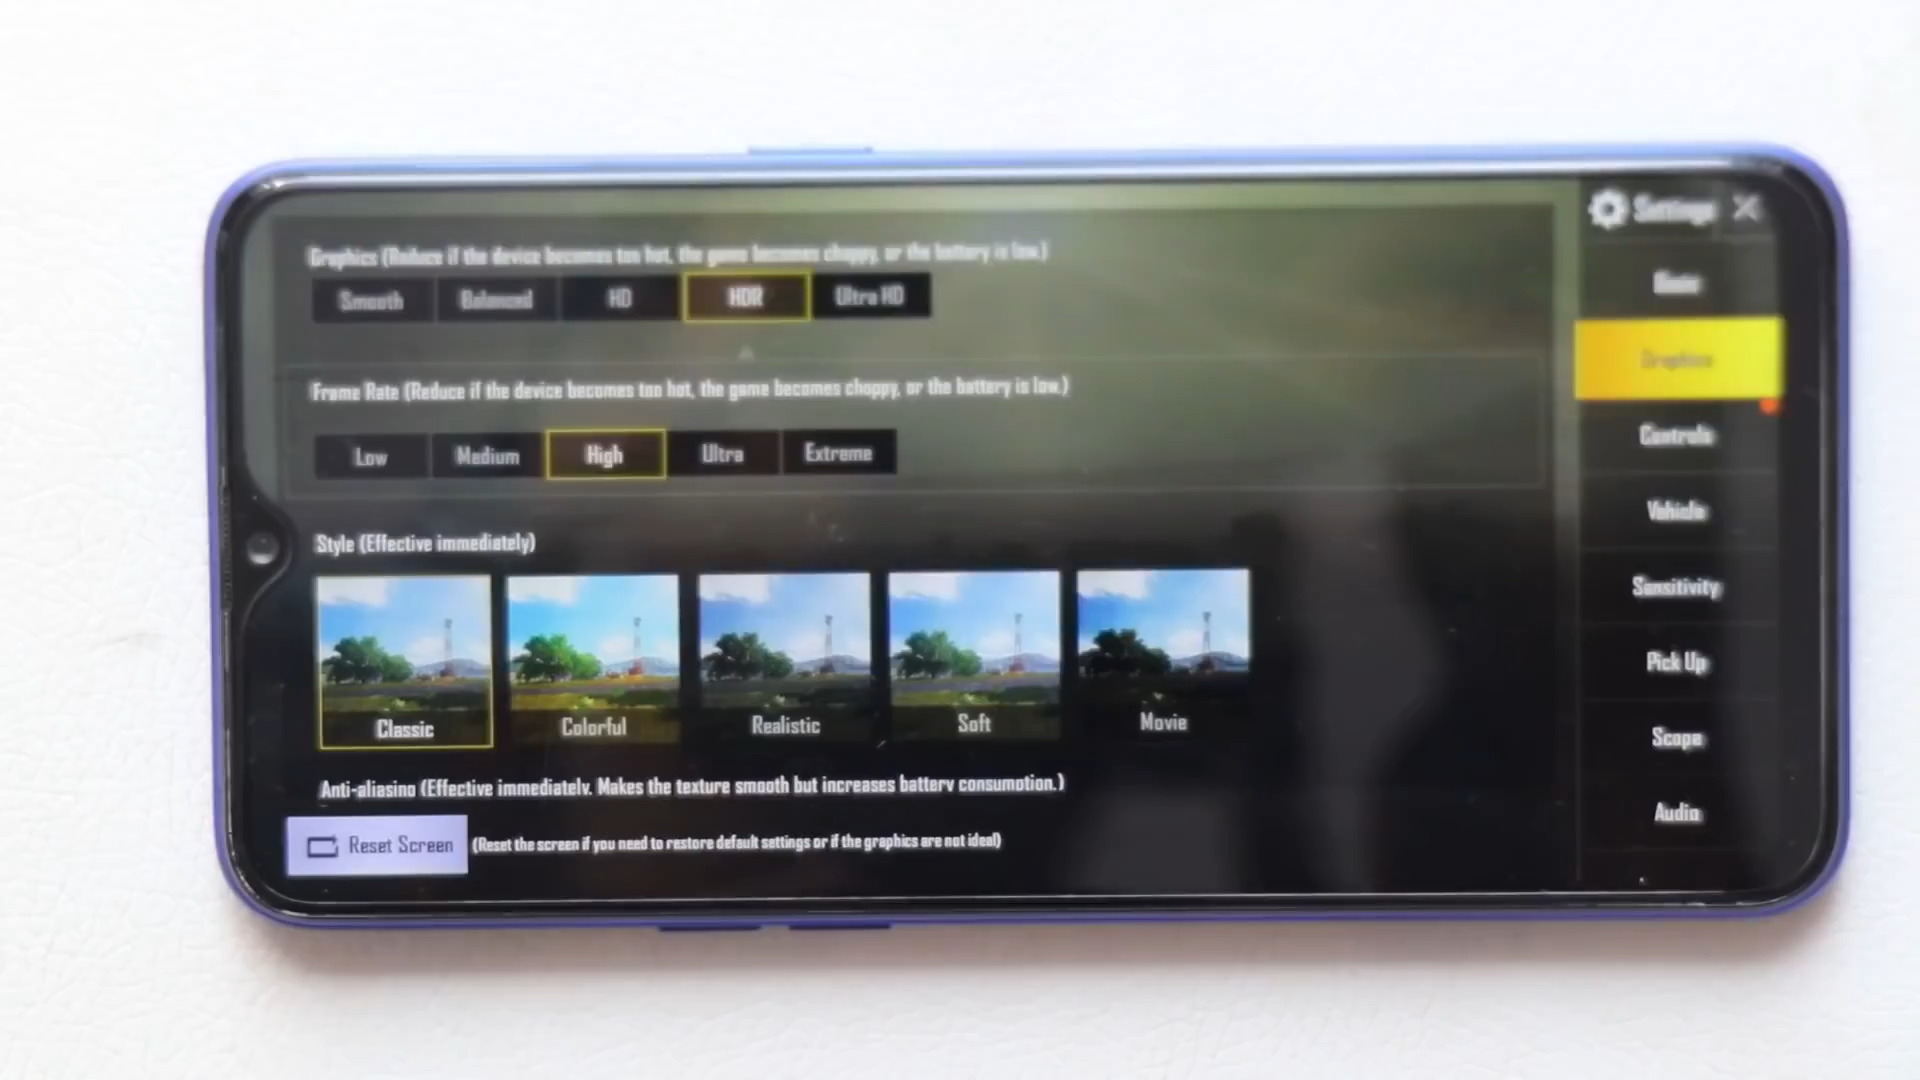 Graphics (Reduce if the device becomes too hot, the game becomes choppy, or the battery is low.)
Smooth Balanced HD HDR Ultra HD
Frame Rate (Reduce if the device becomes too hot, the game becomes choppy, or the battery is low.)
Low Medium High Ultra Extreme
Style (Effective immediately)
Classic Colorful Realistic Soft Movie
Anti-aliasing (Effective immediately. Makes the texture smooth but increases battery consumotion.)
Reset Screen (Reset the screen if you need to restore default settings or if the graphics are not ideal)
Settings
Basic
Graphics
Controls
Vehicle
Sensitivity
Pick Up
Scope
Audio